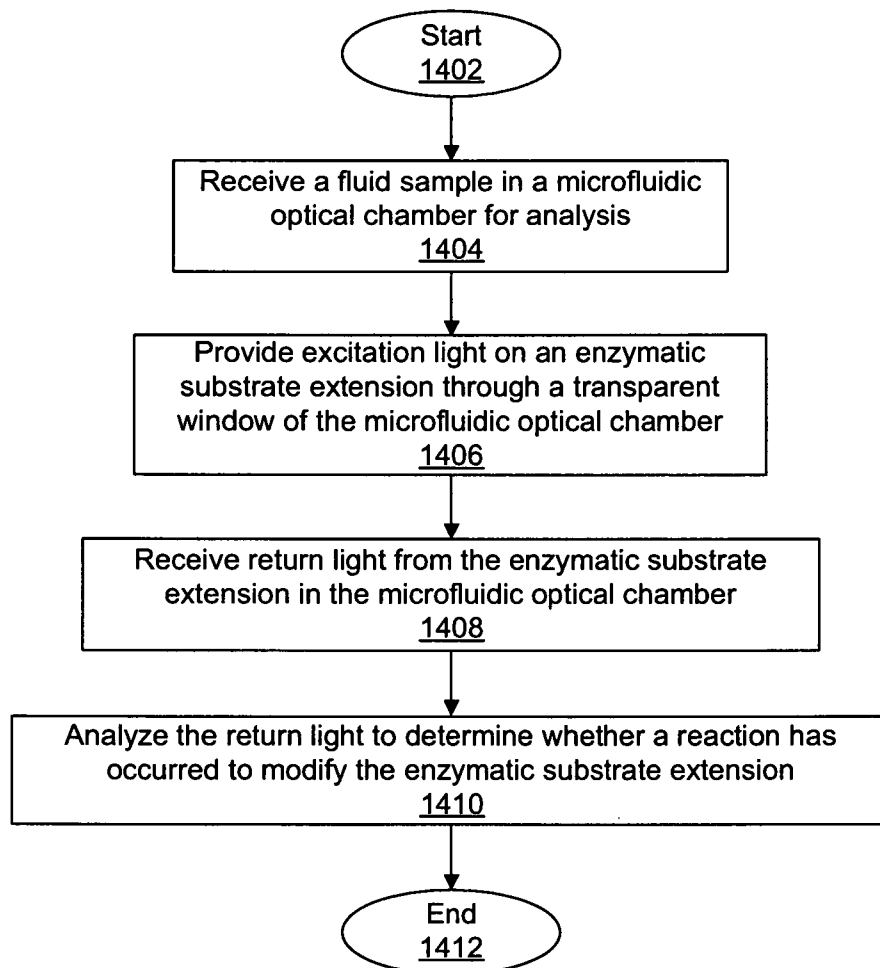 Start
1402
Receive a fluid sample in a microfluidic
optical chamber for analysis
1404
Provide excitation light on an enzymatic
substrate extension through a transparent
window of the microfluidic optical chamber
1406
Receive return light from the enzymatic substrate
extension in the microfluidic optical chamber
1408
Analyze the return light to determine whether a reaction has
occurred to modify the enzymatic substrate extension
1410
End
1412